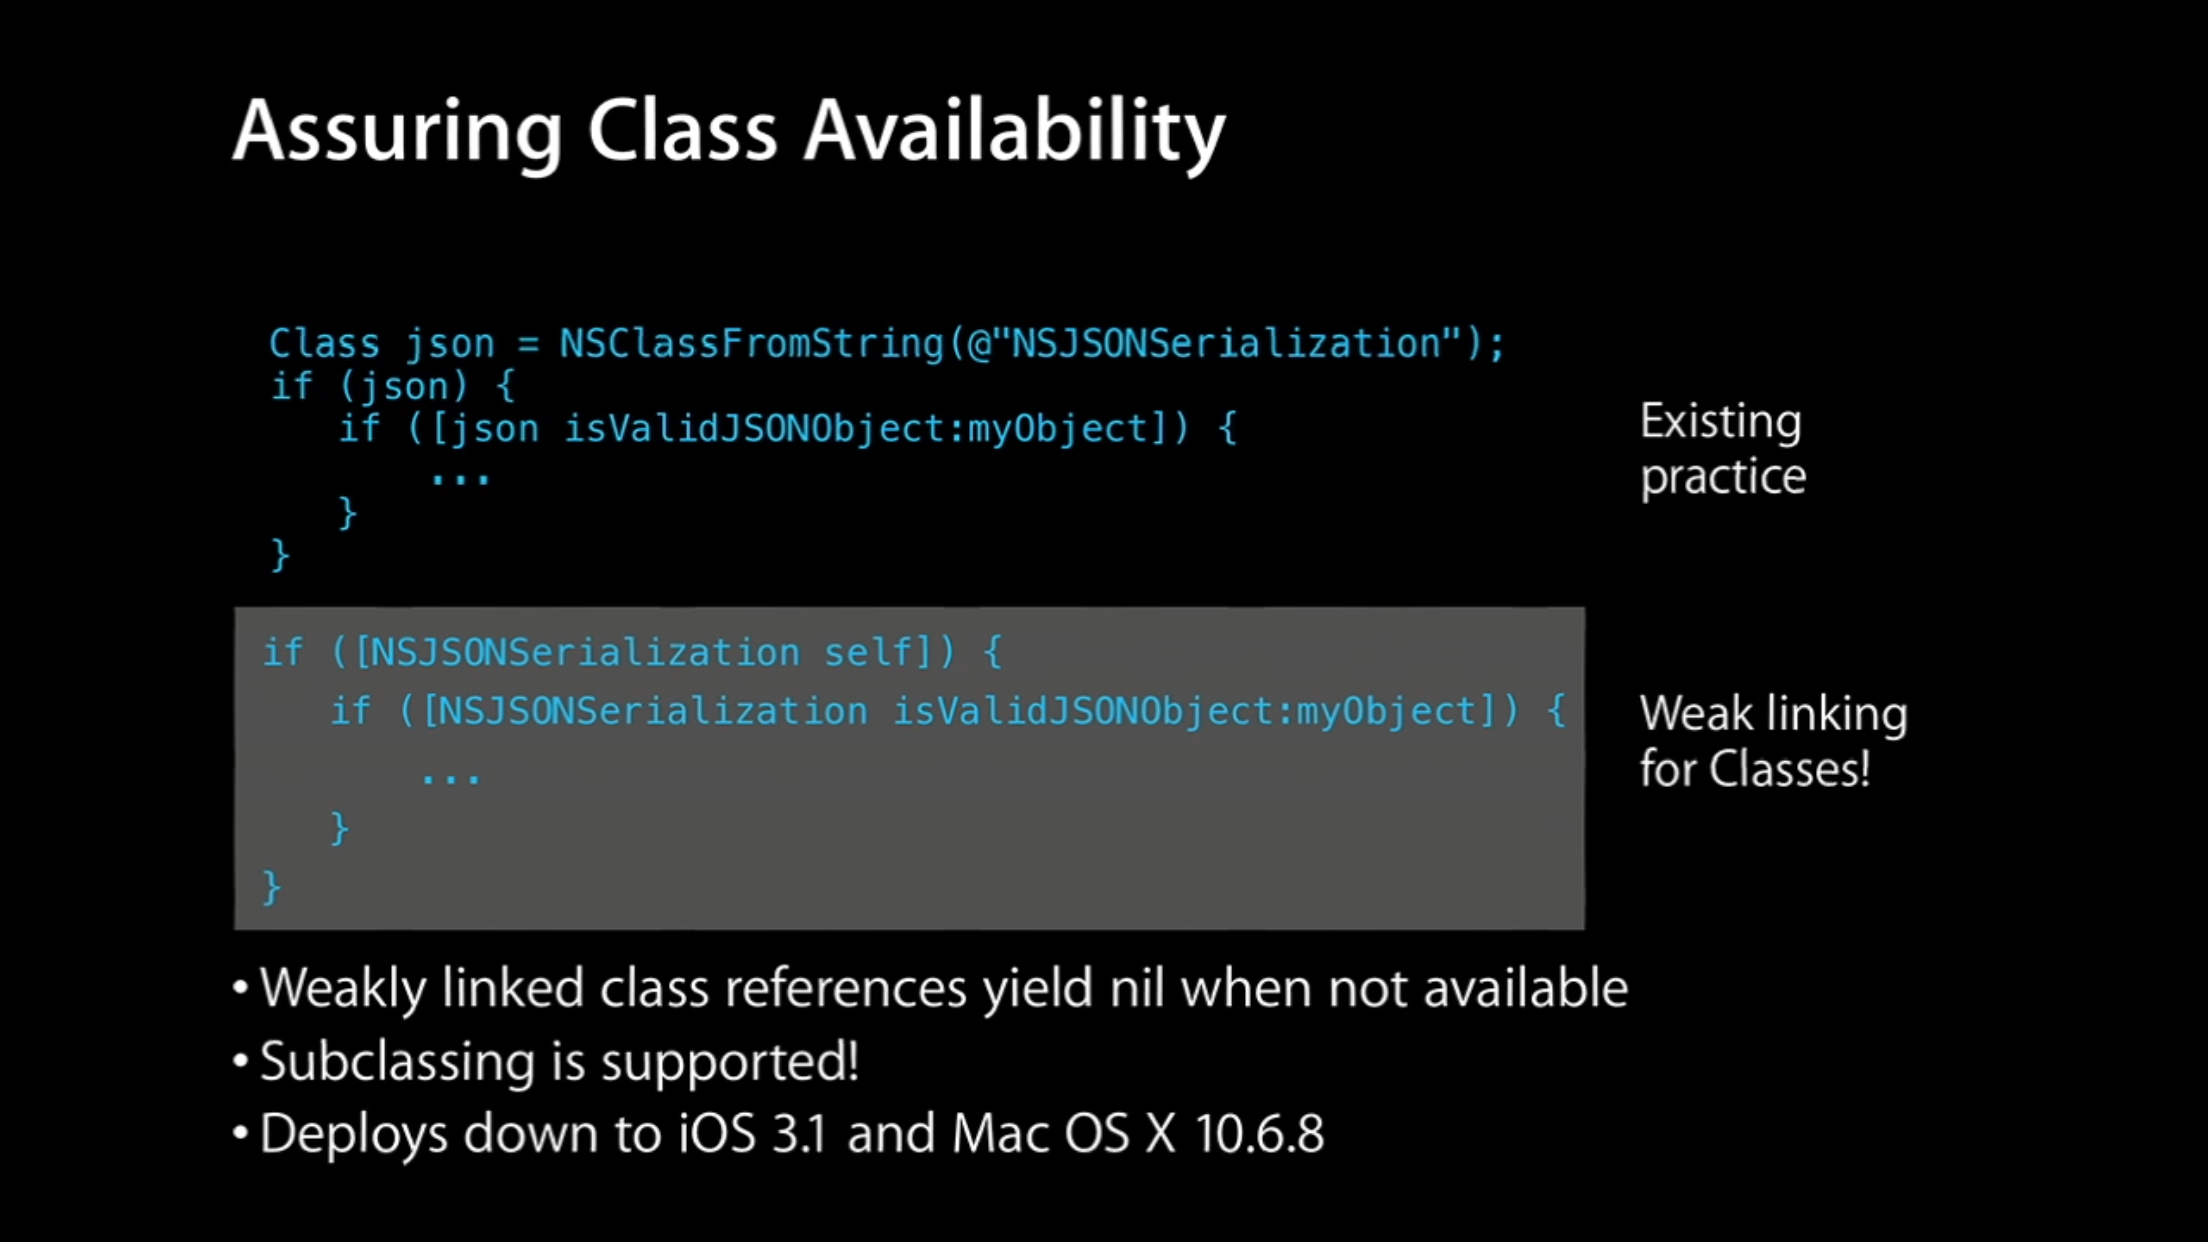 Assuring Class Availability
Class json = NSClassFromString(@"NSJSONSerialization");
if (json) {
if ([json isValidJSONObject:myObject]) {
...
}
}
Existing
practice
if ([NSJSONSerialization self]) {
if ([NSJSONSerialization isValidJSONObject:myObject]) {
...
}
}
Weak linking
for Classes!
• Weakly linked class references yield nil when not available
• Subclassing is supported!
• Deploys down to iOS 3.1 and Mac OS X 10.6.8